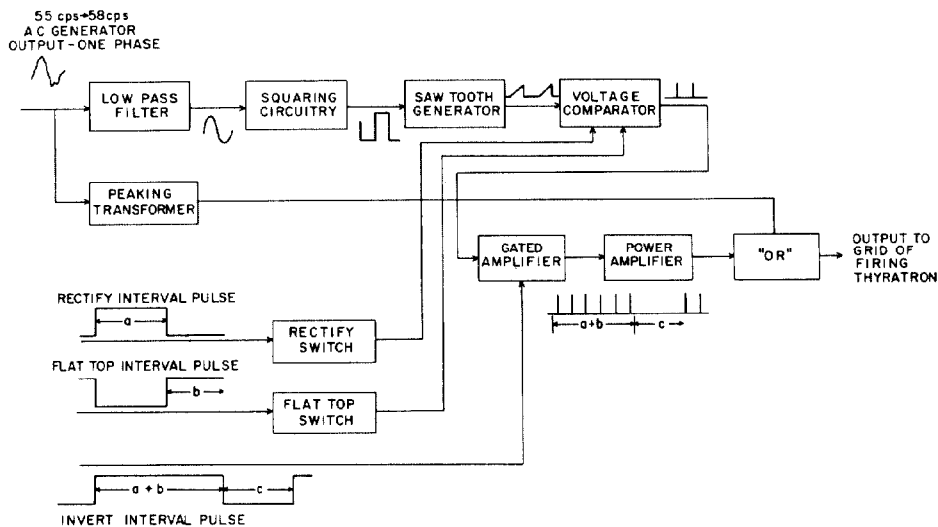 55 cps→58cps
AC GENERATOR
OUTPUT-ONE PHASE
LOW PASS
FILTER
SQUARING
CIRCUITRY
SAW TOOTH
GENERATOR
VOLTAGE
COMPARATOR
PEAKING
TRANSFORMER
GATED
AMPLIFIER
POWER
AMPLIFIER
"OR"
OUTPUT TO
GRID OF
FIRING
THYRATRON
a+b
c
RECTIFY INTERVAL PULSE
a
RECTIFY
SWITCH
FLAT TOP INTERVAL PULSE
b
FLAT TOP
SWITCH
a + b
c
INVERT INTERVAL PULSE